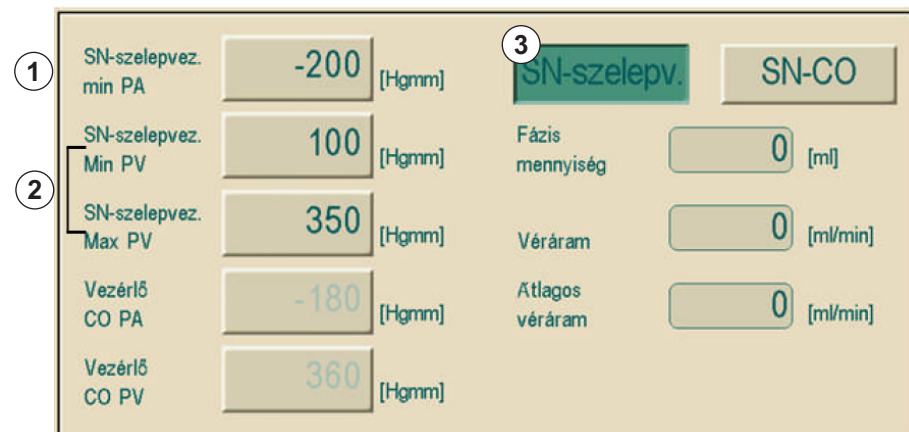 1
SN-szelepvez.
min PA
-200
[Hgmm]
2
SN-szelepvez.
Min PV
100
[Hgmm]
SN-szelepvez.
Max PV
350
[Hgmm]
Vezérlő
CO PA
-180
[Hgmm]
Vezérlő
CO PV
360
[Hgmm]
3
SN-szelepv.
SN-CO
Fázis
mennyiség
0
[ml]
Véráram
0
[ml/min]
Átlagos
véráram
0
[ml/min]